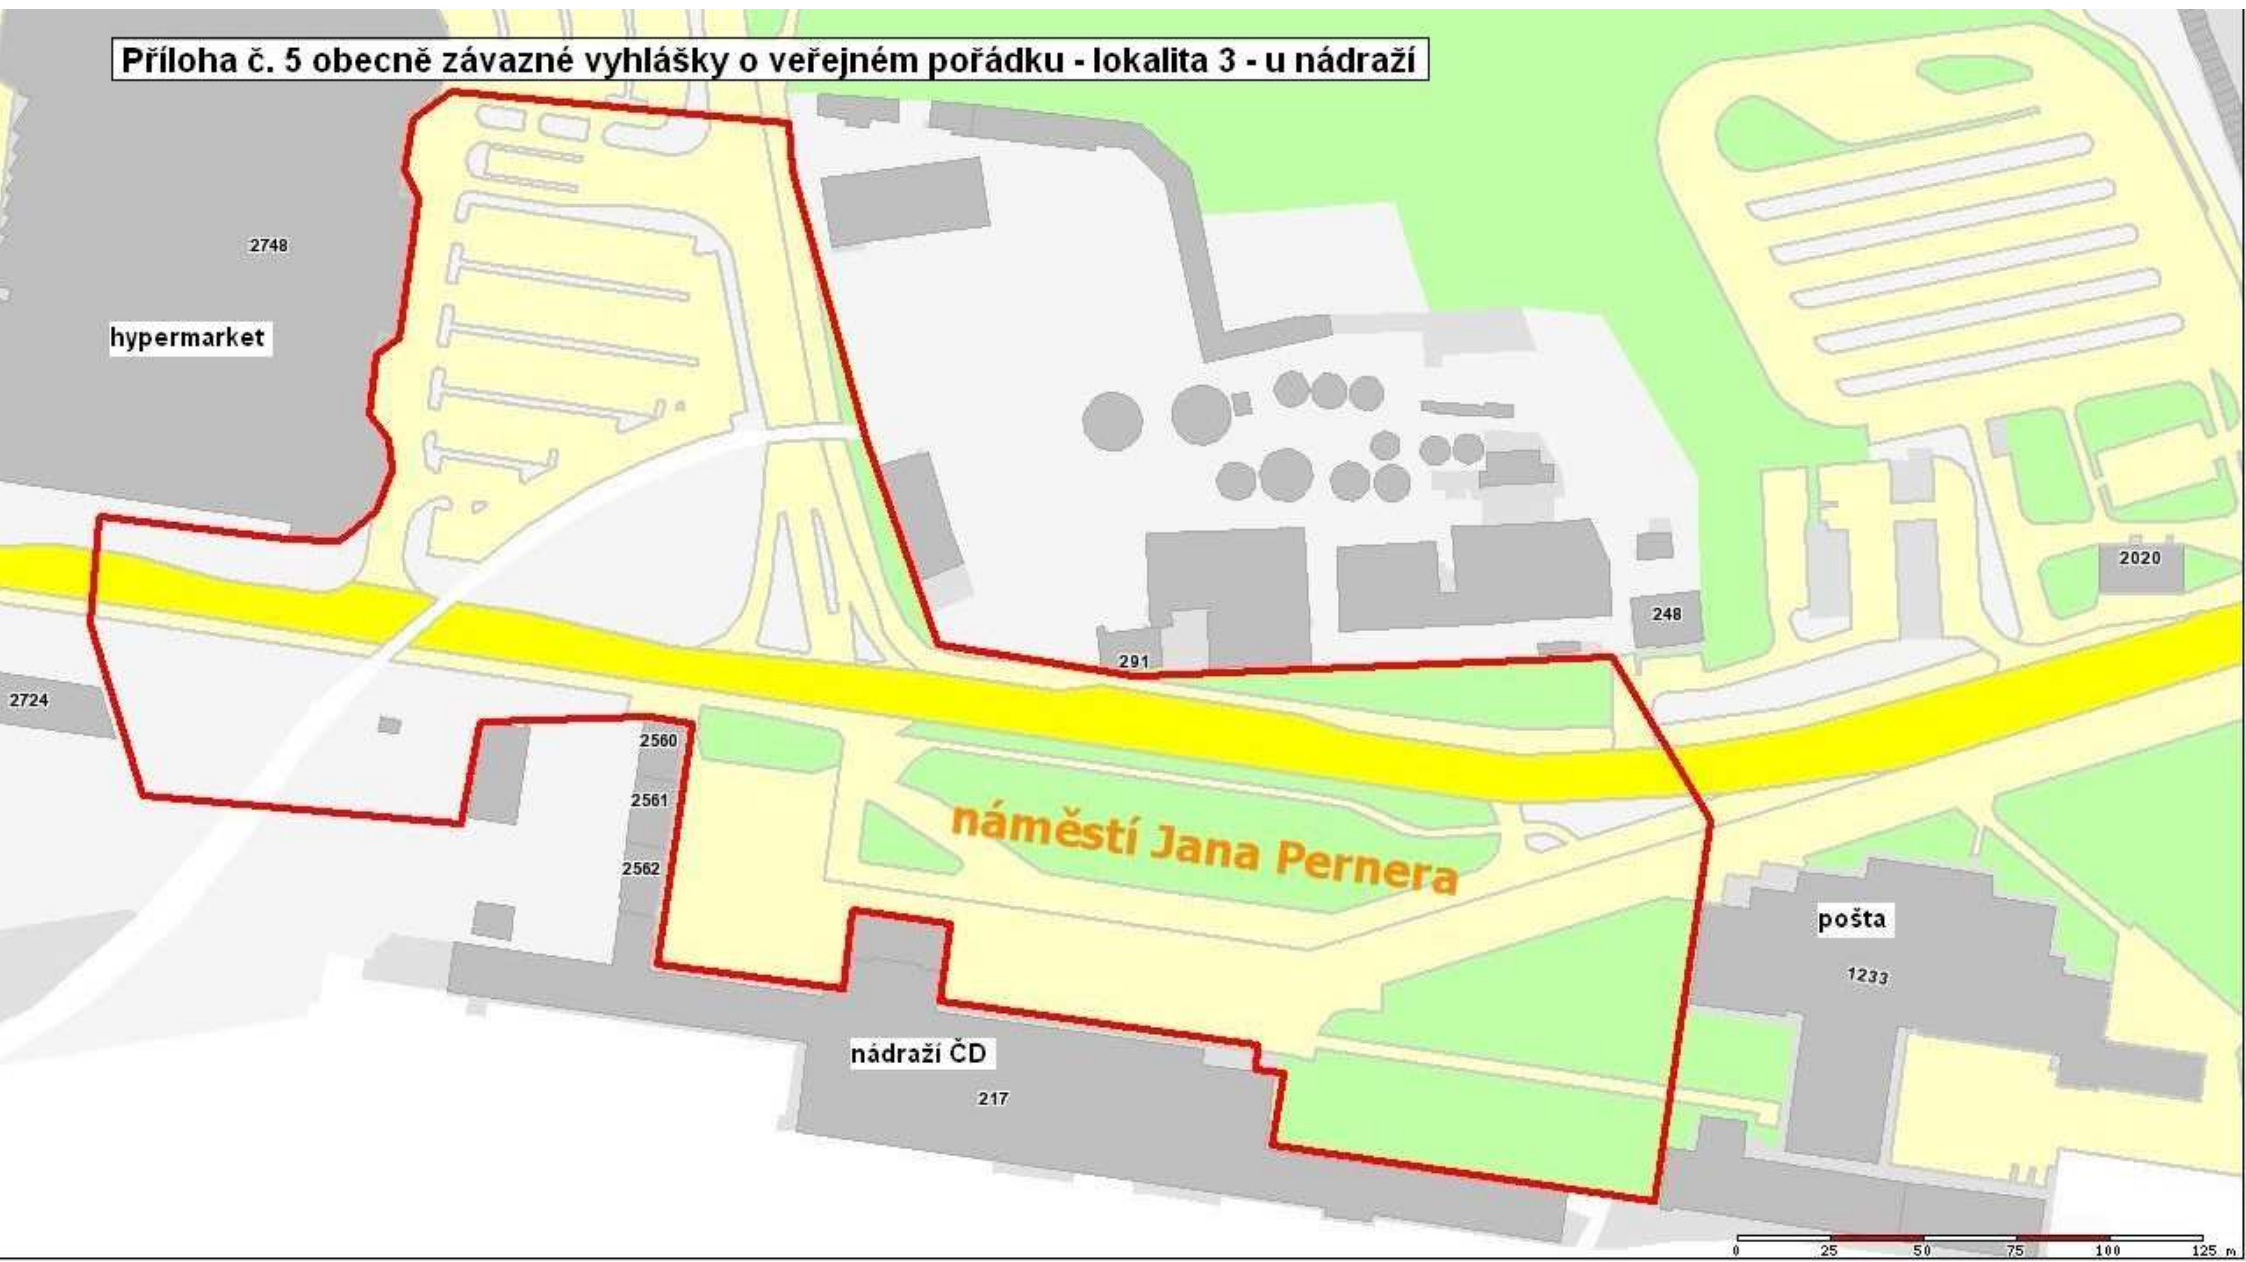 Příloha č. 5 obecně závazné vyhlášky o veřejném pořádku - lokalita 3 - u nádraží
2748
hypermarket
2020
248
291
2724
2560
2561
2562
náměstí Jana Pernera
pošta
1233
nádraží ČD
217
0 25 50 75 100 125 m